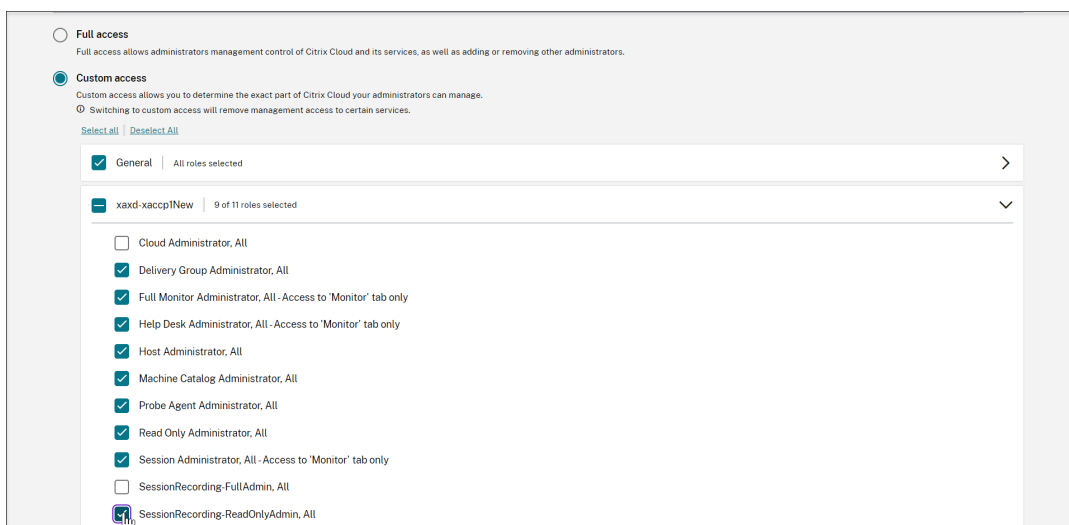 Full access
Full access allows administrators management control of Citrix Cloud and its services, as well as adding or removing other administrators.
Custom access
Custom access allows you to determine the exact part of Citrix Cloud your administrators can manage.
Switching to custom access will remove management access to certain services.
Select all | Deselect All
General | All roles selected
xaxd-xaccp1New | 9 of 11 roles selected
Cloud Administrator, All
Delivery Group Administrator, All
Full Monitor Administrator, All - Access to 'Monitor' tab only
Help Desk Administrator, All - Access to 'Monitor' tab only
Host Administrator, All
Machine Catalog Administrator, All
Probe Agent Administrator, All
Read Only Administrator, All
Session Administrator, All - Access to 'Monitor' tab only
SessionRecording-FullAdmin, All
SessionRecording-ReadOnlyAdmin, All